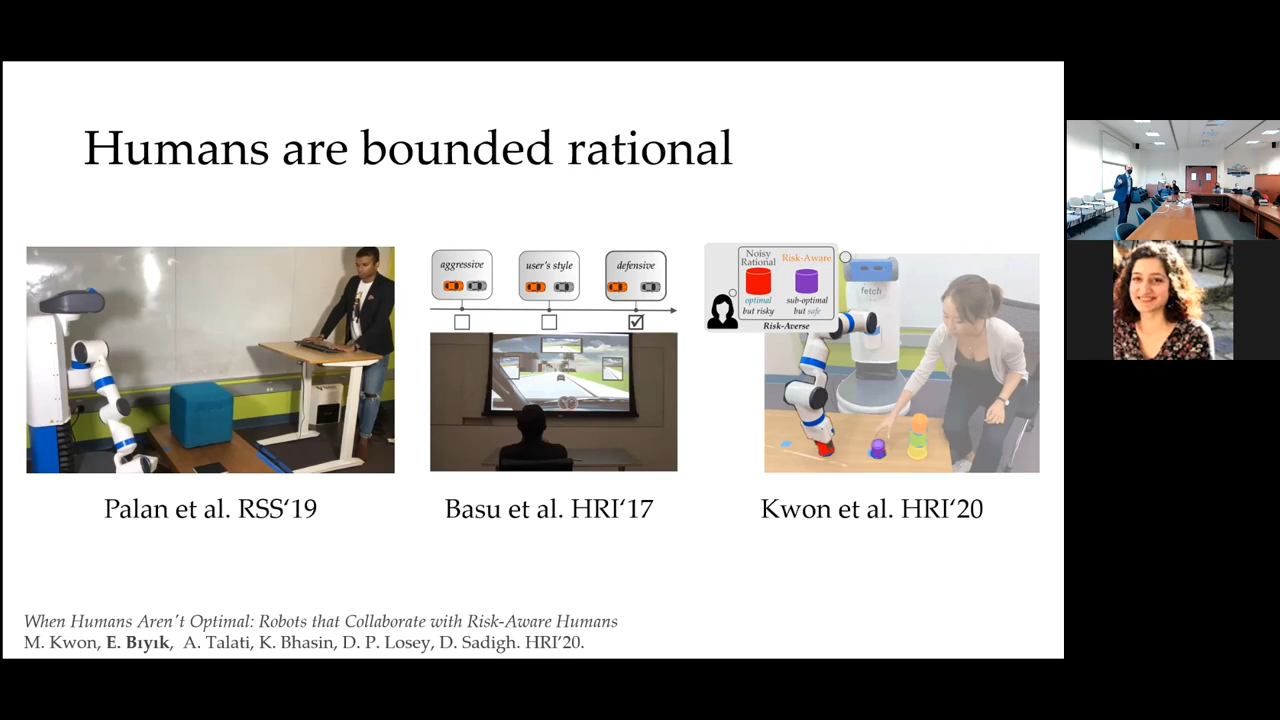 Humans are bounded rational
aggressive
user's style
defensive
Noisy
Rational
Risk-Aware
optimal
but risky
sub-optimal
but safe
Risk-Averse
fetch
Palan et al. RSS‘19
Basu et al. HRI‘17
Kwon et al. HRI‘20
When Humans Aren't Optimal: Robots that Collaborate with Risk-Aware Humans
M. Kwon, E. Bıyık, A. Talati, K. Bhasin, D. P. Losey, D. Sadigh. HRI'20.